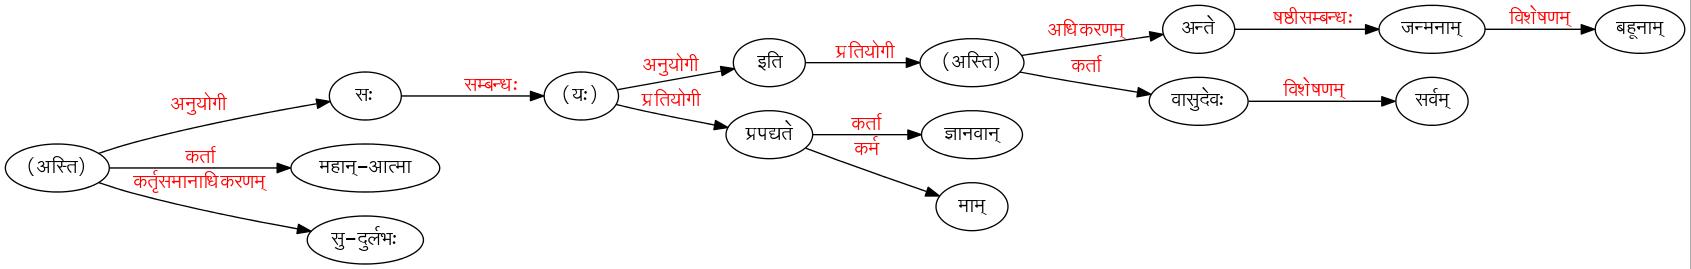 (अस्ति)
अनुयोगी
कर्ता
कर्तृसमानाधिकरणम्
सः
महान्-आत्मा
सु-दुर्लभः
सम्बन्धः
(यः)
अनुयोगी
प्रतियोगी
इति
प्रपद्यते
प्रतियोगी
कर्ता
कर्म
(अस्ति)
ज्ञानवान्
माम्
अधिकरणम्
कर्ता
अन्ते
वासुदेवः
षष्ठीसम्बन्धः
विशेषणम्
जन्मनाम्
सर्वम्
विशेषणम्
बहूनाम्